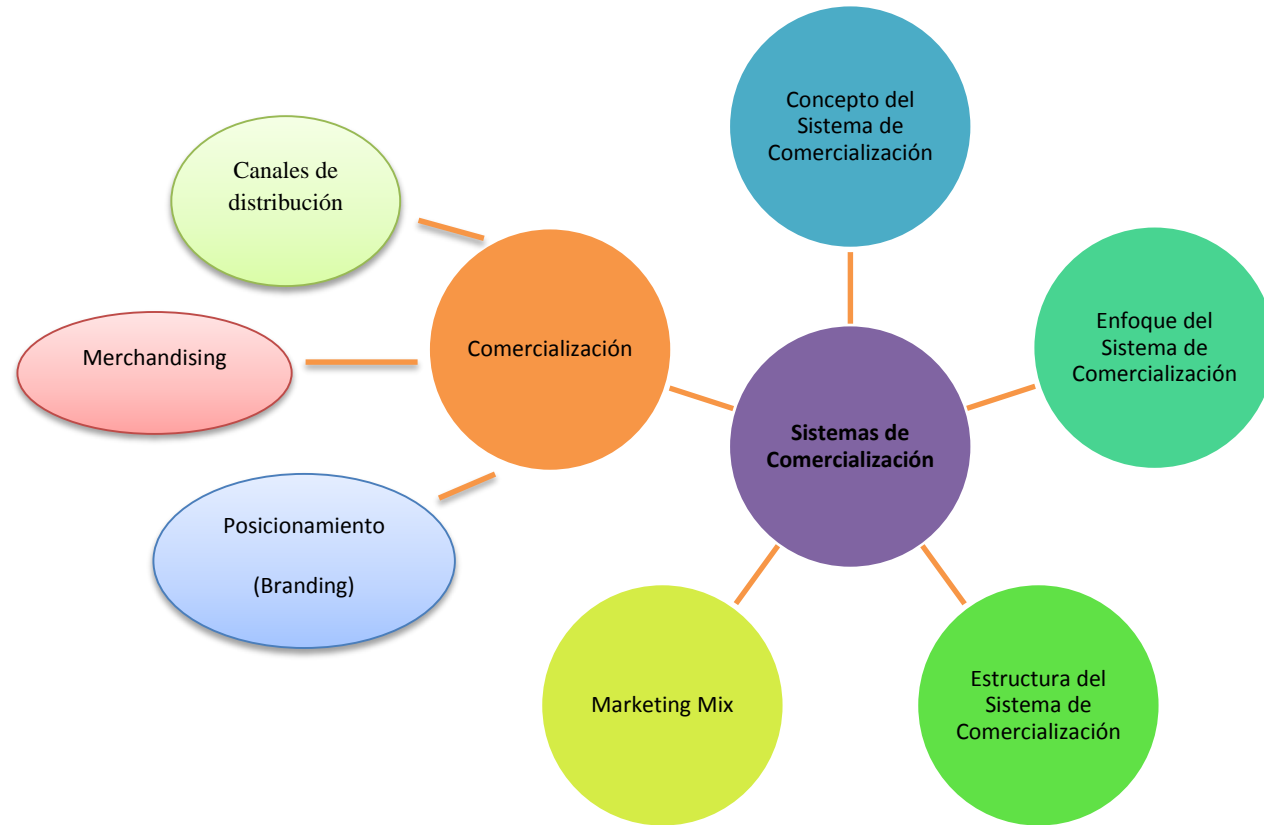 Concepto del
Sistema de
Comercialización
Canales de
distribución
Merchandising
Comercialización
Enfoque del
Sistema de
Comercialización
Sistemas de
Comercialización
Posicionamiento
(Branding)
Marketing Mix
Estructura del
Sistema de
Comercialización